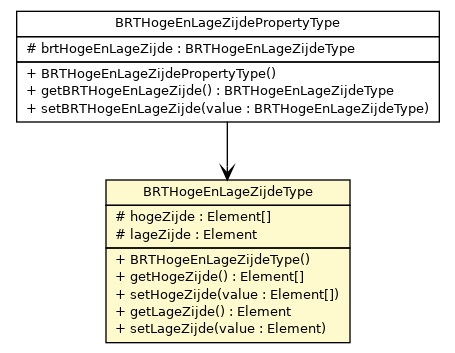 BRTHogeEnLageZijdePropertyType
# brtHogeEnLageZijde : BRTHogeEnLageZijdeType
+ BRTHogeEnLageZijdePropertyType()
+ getBRTHogeEnLageZijde() : BRTHogeEnLageZijdeType
+ setBRTHogeEnLageZijde(value : BRTHogeEnLageZijdeType)
BRTHogeEnLageZijdeType
# hogeZijde : Element[]
# lageZijde : Element
+ BRTHogeEnLageZijdeType()
+ getHogeZijde() : Element[]
+ setHogeZijde(value : Element[])
+ getLageZijde() : Element
+ setLageZijde(value : Element)